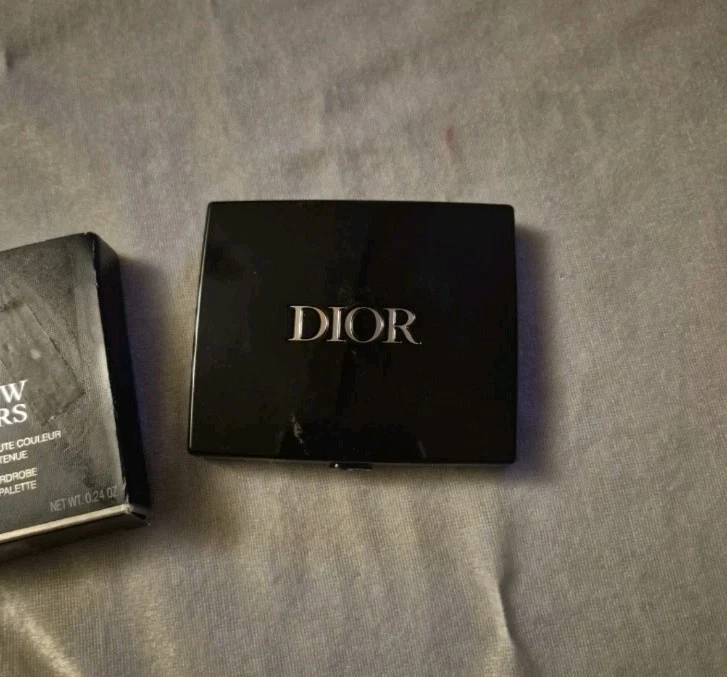 DIOR
W
RS
UTE COULEUR
TENUE
RDROBE
PALETTE
NET WT. 0.24 OZ